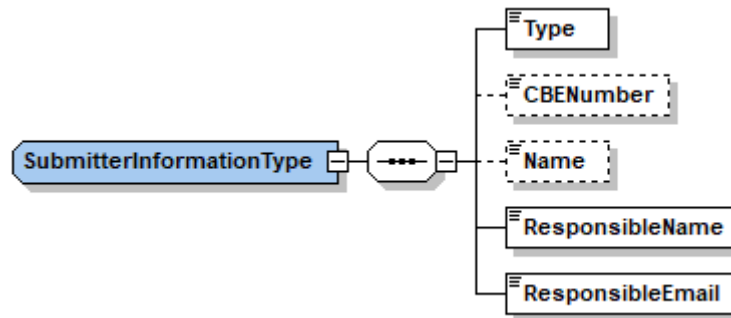 Type
CBENumber
SubmitterInformationType
Name
ResponsibleName
ResponsibleEmail